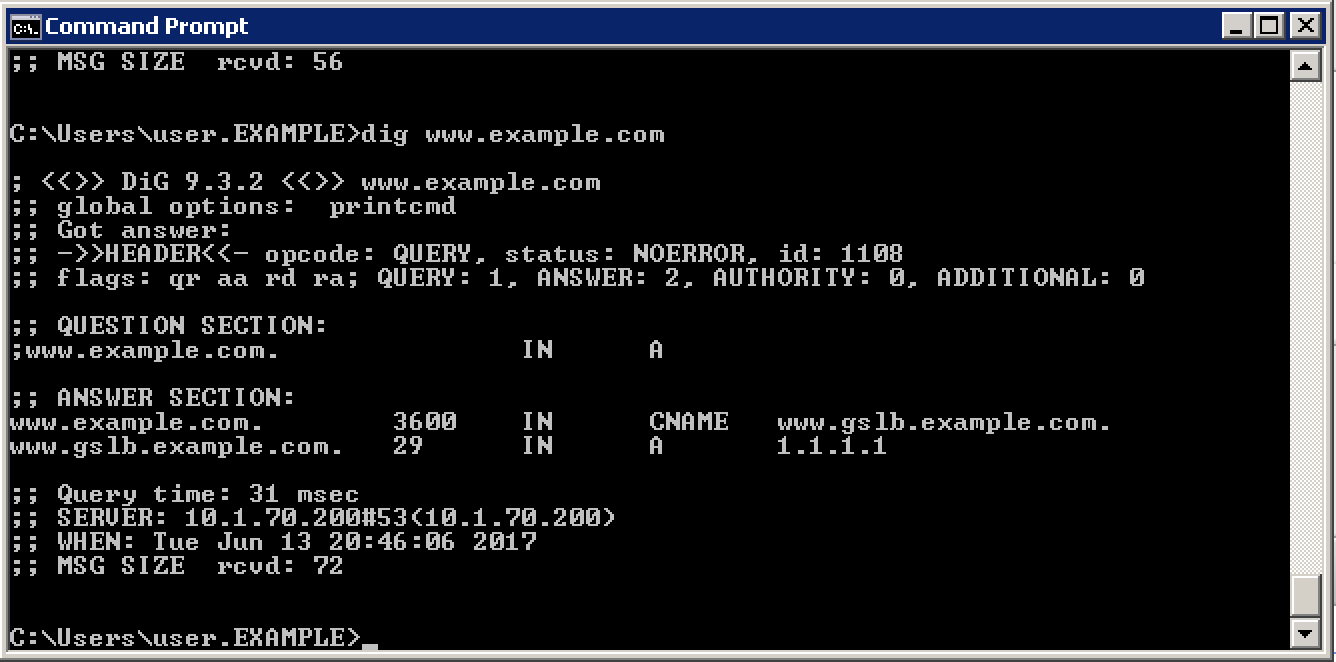 Command Prompt
;; MSG SIZE  rcvd: 56
C:\Users\user.EXAMPLE>dig www.example.com
; <<>> DiG 9.3.2 <<>> www.example.com
;; global options:  printcmd
;; Got answer:
;; ->>HEADER<<- opcode: QUERY, status: NOERROR, id: 1108
;; flags: qr aa rd ra; QUERY: 1, ANSWER: 2, AUTHORITY: 0, ADDITIONAL: 0
;; QUESTION SECTION:
;www.example.com.               IN      A
;; ANSWER SECTION:
www.example.com.        3600    IN      CNAME   www.gslb.example.com.
www.gslb.example.com.   29      IN      A       1.1.1.1
;; Query time: 31 msec
;; SERVER: 10.1.70.200#53(10.1.70.200)
;; WHEN: Tue Jun 13 20:46:06 2017
;; MSG SIZE  rcvd: 72
C:\Users\user.EXAMPLE>_